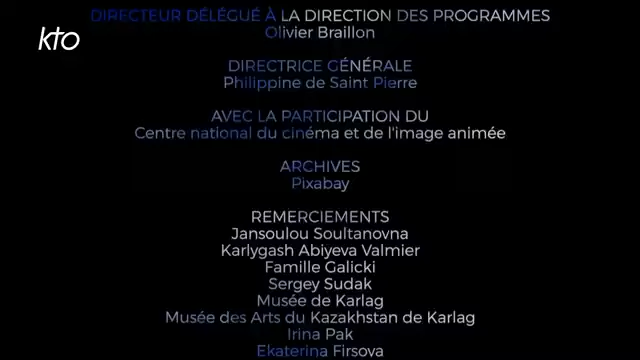 DIRECTEUR DÉLÉGUÉ À LA DIRECTION DES PROGRAMMES
kto
Olivier Braillon
DIRECTRICE GÉNÉRALE
Philippine de Saint Pierre
AVEC LA PARTICIPATION DU
Centre national du cinéma et de l'image animée
ARCHIVES
Pixabay
REMERCIEMENTS
Jansoulou Soultanovna
Karlygash Abiyeva Valmier
Famille Galicki
Sergey Sudak
Musée de Karlag
Musée des Arts du Kazakhstan de Karlag
Irina Pak
Ekaterina Firsova